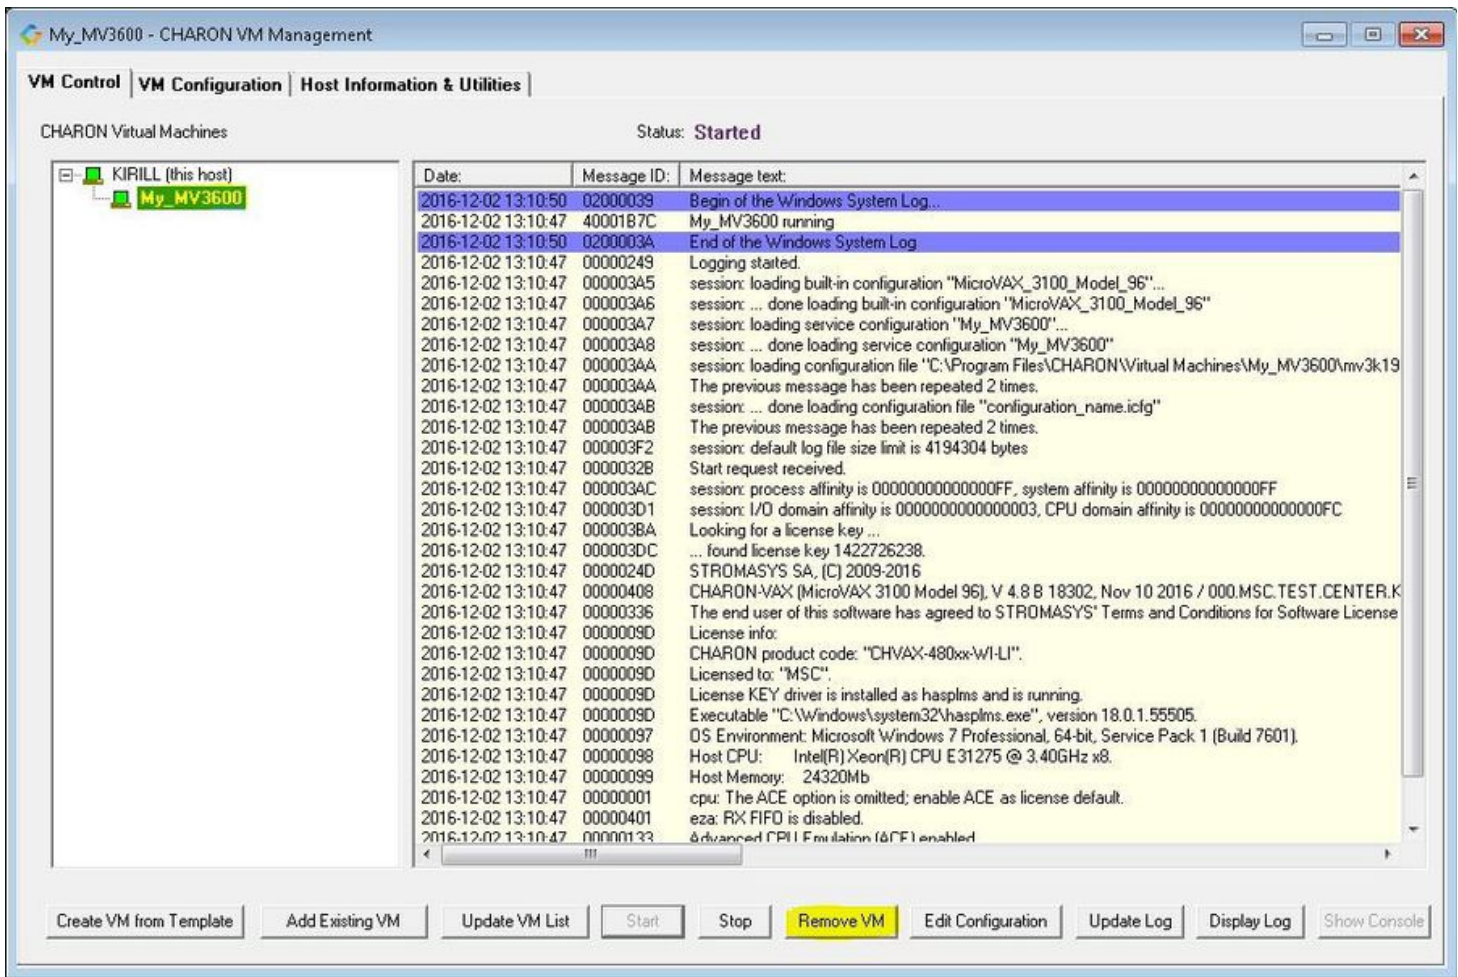 My_MV3600 - CHARON VM Management
VM Control VM Configuration Host Information & Utilities
CHARON Virtual Machines Status: Started
KIRILL (this host)
My_MV3600
Date: Message ID: Message text:
2016-12-02 13:10:50 02000039 Begin of the Windows System Log...
2016-12-02 13:10:47 40001B7C My_MV3600 running
2016-12-02 13:10:50 0200003A End of the Windows System Log
2016-12-02 13:10:47 00000249 Logging started.
2016-12-02 13:10:47 000003A5 session: loading built-in configuration "MicroVAX_3100_Model_96"...
2016-12-02 13:10:47 000003A6 session: ... done loading built-in configuration "MicroVAX_3100_Model_96"
2016-12-02 13:10:47 000003A7 session: loading service configuration "My_MV3600"...
2016-12-02 13:10:47 000003A8 session: ... done loading service configuration "My_MV3600"
2016-12-02 13:10:47 000003AA session: loading configuration file "C:\Program Files\CHARON\Virtual Machines\My_MV3600\mv3k19
2016-12-02 13:10:47 000003AA The previous message has been repeated 2 times.
2016-12-02 13:10:47 000003AB session: ... done loading configuration file "configuration_name.icfg"
2016-12-02 13:10:47 000003AB The previous message has been repeated 2 times.
2016-12-02 13:10:47 000003F2 session: default log file size limit is 4194304 bytes
2016-12-02 13:10:47 0000032B Start request received.
2016-12-02 13:10:47 000003AC session: process affinity is 00000000000000FF, system affinity is 00000000000000FF
2016-12-02 13:10:47 000003D1 session: I/O domain affinity is 0000000000000003, CPU domain affinity is 00000000000000FC
2016-12-02 13:10:47 000003BA Looking for a license key ...
2016-12-02 13:10:47 000003DC ... found license key 1422726238.
2016-12-02 13:10:47 0000024D STROMASYS SA, (C) 2009-2016
2016-12-02 13:10:47 00000408 CHARON-VAX (MicroVAX 3100 Model 96), V 4.8 B 18302, Nov 10 2016 / 000.MSC.TEST.CENTER.K
2016-12-02 13:10:47 00000336 The end user of this software has agreed to STROMASYS' Terms and Conditions for Software License
2016-12-02 13:10:47 0000009D License info:
2016-12-02 13:10:47 0000009D CHARON product code: "CHVAX-480xx-WI-LI".
2016-12-02 13:10:47 0000009D Licensed to: "MSC".
2016-12-02 13:10:47 0000009D License KEY driver is installed as hasplms and is running.
2016-12-02 13:10:47 0000009D Executable "C:\Windows\system32\hasplms.exe", version 18.0.1.55505.
2016-12-02 13:10:47 00000097 OS Environment: Microsoft Windows 7 Professional, 64-bit, Service Pack 1 (Build 7601).
2016-12-02 13:10:47 00000098 Host CPU: Intel(R) Xeon(R) CPU E31275 @ 3.40GHz x8.
2016-12-02 13:10:47 00000099 Host Memory: 24320Mb
2016-12-02 13:10:47 00000001 cpu: The ACE option is omitted; enable ACE as license default.
2016-12-02 13:10:47 00000401 eza: RX FIFO is disabled.
2016-12-02 13:10:47 00000133 Advanced CPU Emulation (ACE) enabled
Create VM from Template Add Existing VM Update VM List Start Stop Remove VM Edit Configuration Update Log Display Log Show Console